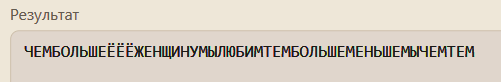 Результат
ЧЕМБОЛЬШЕЁЁЁЖЕНЩИНУМЫЛЮБИМТЕМБОЛЬШЕМЕНЬШЕМЫЧЕМТЕМ